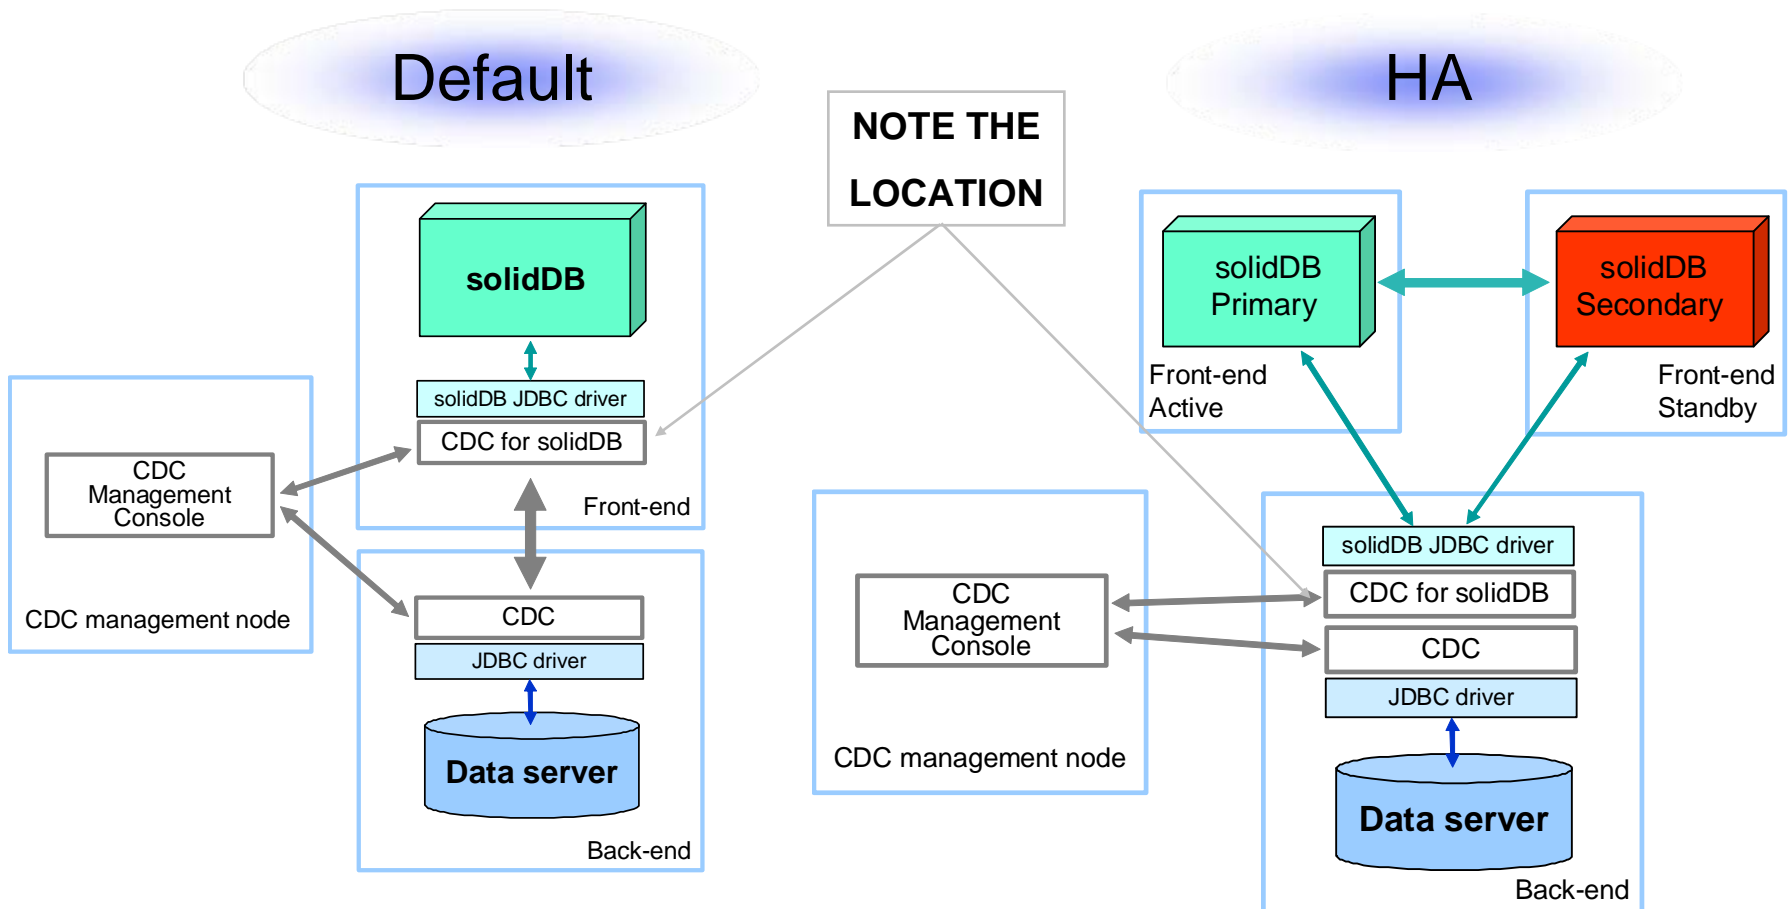 Default
HA
NOTE THE
LOCATION
solidDB
solidDB JDBC driver
CDC for solidDB
Front-end
CDC
Management
Console
CDC management node
CDC
JDBC driver
Data server
Back-end
solidDB
Primary
Front-end
Active
solidDB
Secondary
Front-end
Standby
solidDB JDBC driver
CDC for solidDB
CDC
JDBC driver
Data server
Back-end
CDC
Management
Console
CDC management node